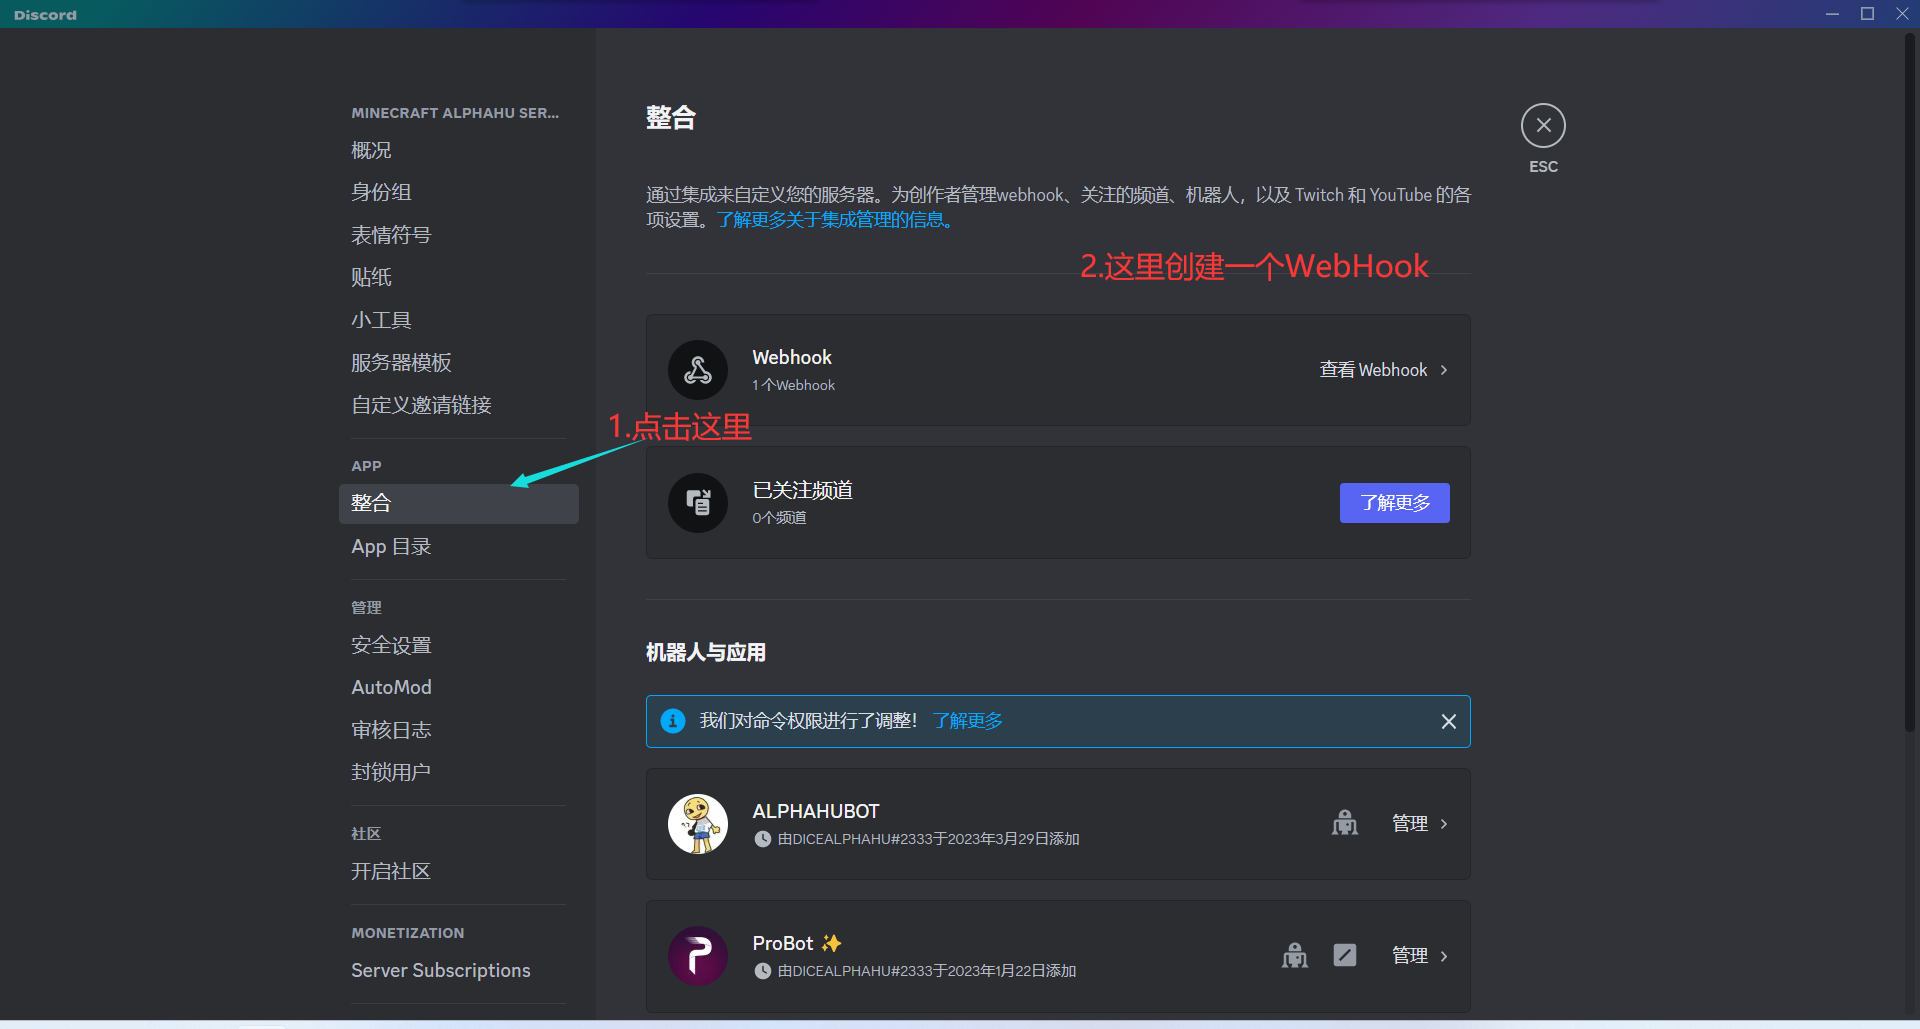 Discord
MINECRAFT ALPHAHU SER...
概况
身份组
表情符号
贴纸
小工具
服务器模板
自定义邀请链接
APP
整合
App 目录
管理
安全设置
AutoMod
审核日志
封锁用户
社区
开启社区
MONETIZATION
Server Subscriptions
整合
ESC
通过集成来自定义您的服务器。为创作者管理webhook、关注的频道、机器人，以及 Twitch 和 YouTube 的各
项设置。了解更多关于集成管理的信息。
2.这里创建一个WebHook
Webhook
1 个Webhook
查看 Webhook
1.点击这里
已关注频道
0个频道
了解更多
机器人与应用
我们对命令权限进行了调整！ 了解更多
ALPHAHUBOT
由DICEALPHAHU#2333于2023年3月29日添加
管理
ProBot ✨
由DICEALPHAHU#2333于2023年1月22日添加
管理